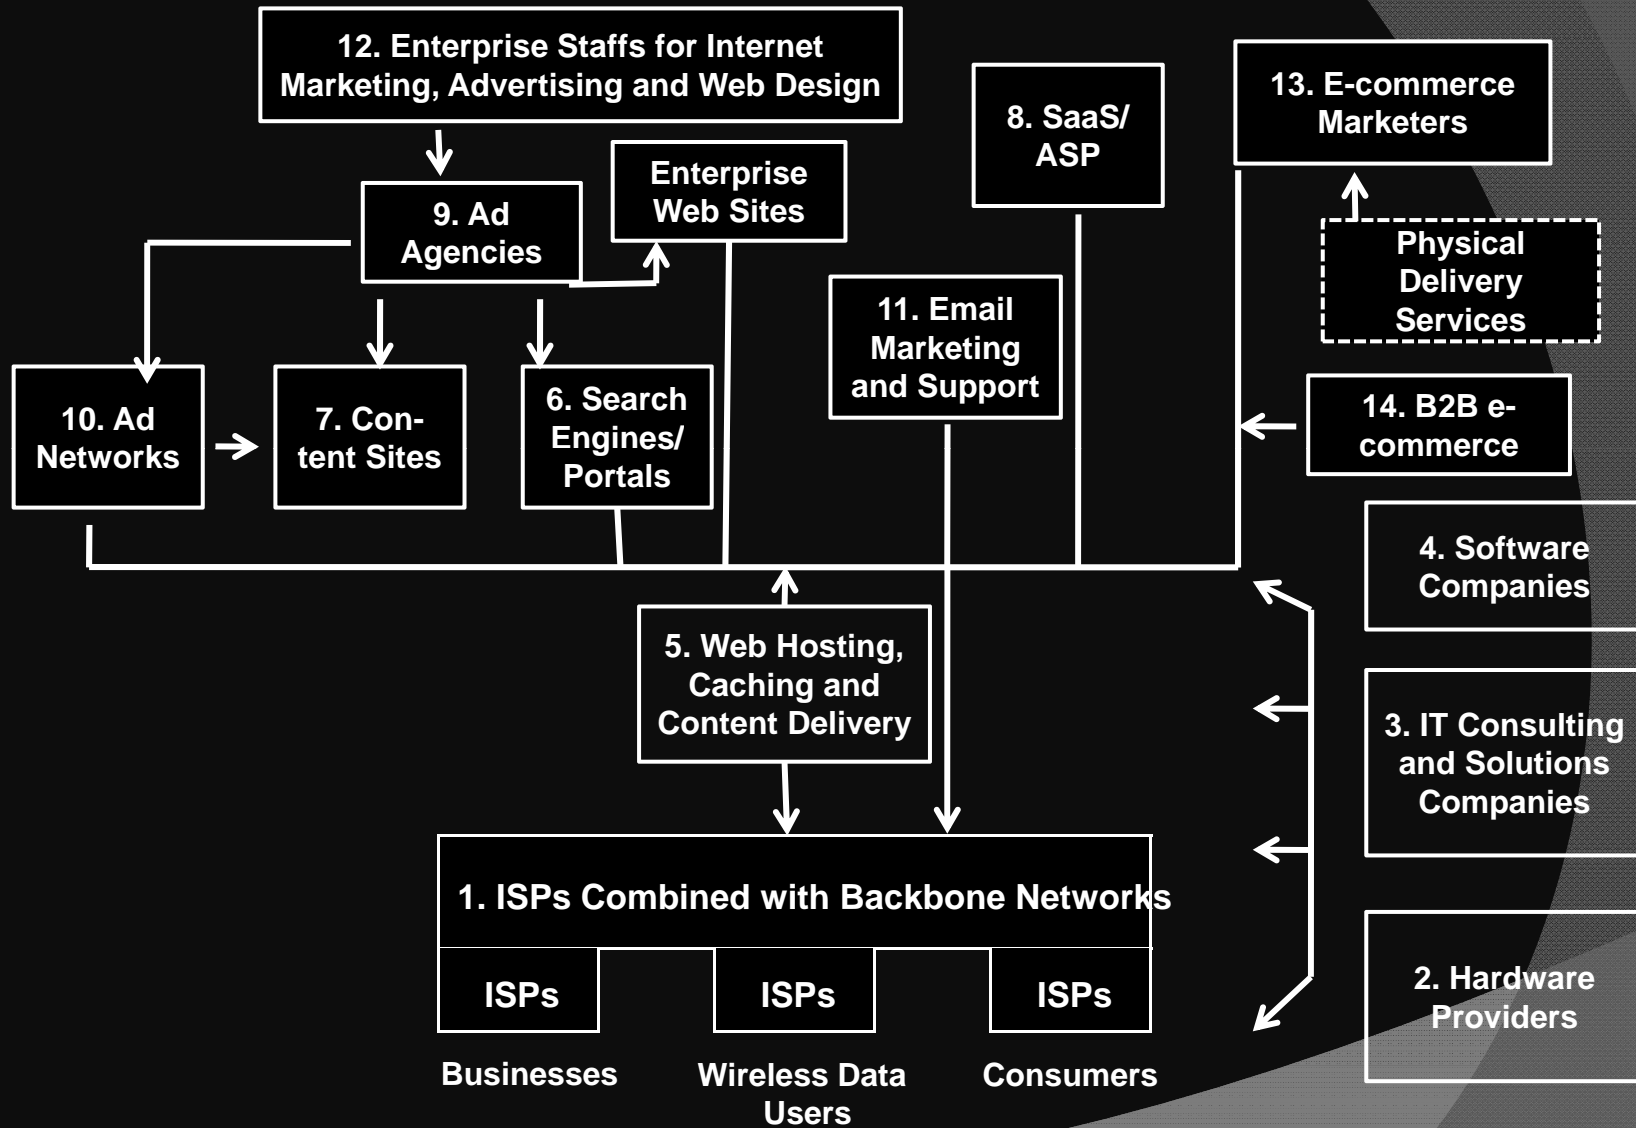 12. Enterprise Staffs for Internet
Marketing, Advertising and Web Design
8. SaaS/
ASP
13. E-commerce
Marketers
Enterprise
Web Sites
9. Ad
Agencies
Physical
Delivery
Services
11. Email
Marketing
and Support
10. Ad
Networks
7. Con-
tent Sites
6. Search
Engines/
Portals
14. B2B e-
commerce
4. Software
Companies
5. Web Hosting,
Caching and
Content Delivery
3. IT Consulting
and Solutions
Companies
1. ISPs Combined with Backbone Networks
ISPs
ISPs
ISPs
2. Hardware
Providers
Businesses
Wireless Data
Users
Consumers